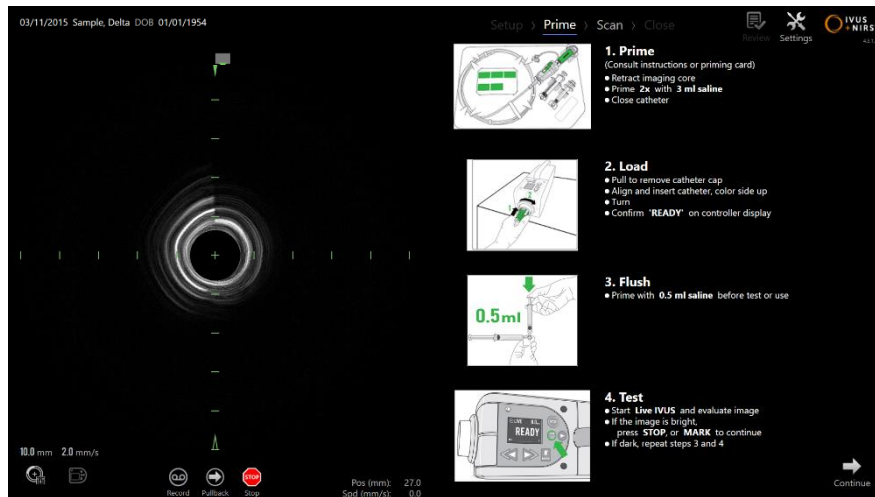 03/11/2015 Sample, Delta DOB 01/01/1954
Setup > Prime > Scan > Close
Review
Settings
IVUS
+NIRS
1. Prime
(Consult instructions or priming card)
• Retract imaging core
• Prime 2x with 3 ml saline
• Close catheter
2. Load
• Pull to remove catheter cap
• Align and insert catheter, color side up
• Turn
• Confirm "READY" on controller display
1
2
3. Flush
• Prime with 0.5 ml saline before test or use
0.5ml
4. Test
• Start Live IVUS and evaluate image
• If the image is bright,
press STOP, or MARK to continue
• If dark, repeat steps 3 and 4
READY
10.0 mm 2.0 mm/s
Record
Pullback
STOP
Stop
Pos (mm): 27.0
Spd (mm/s): 0.0
Continue